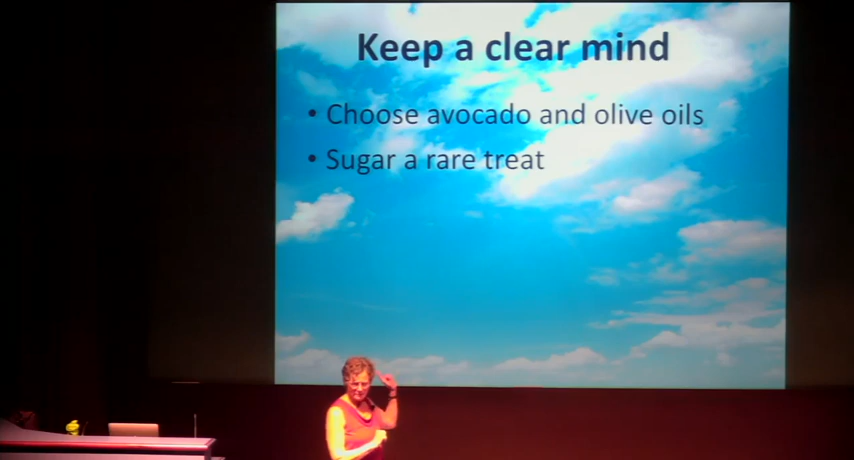 Keep a clear mind
• Choose avocado and olive oils
• Sugar a rare treat